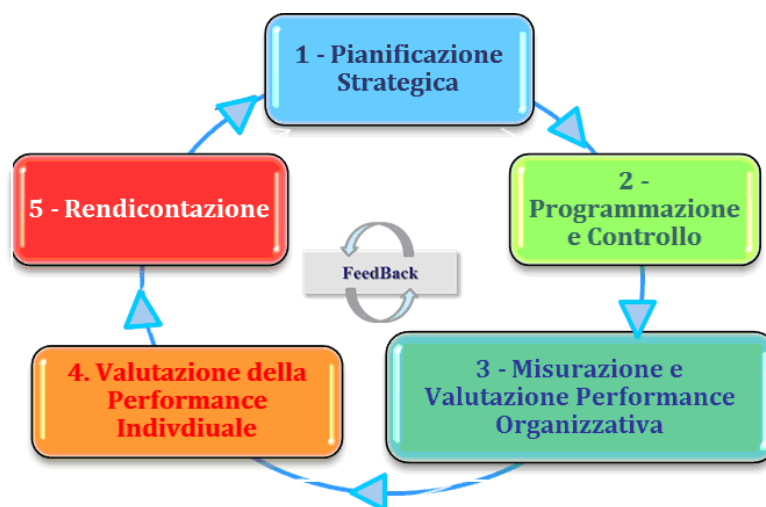 1 - Pianificazione
Strategica
2 -
Programmazione
e Controllo
3 - Misurazione e
Valutazione Performance
Organizzativa
4. Valutazione della
Performance
Indivdiuale
5 - Rendicontazione
FeedBack